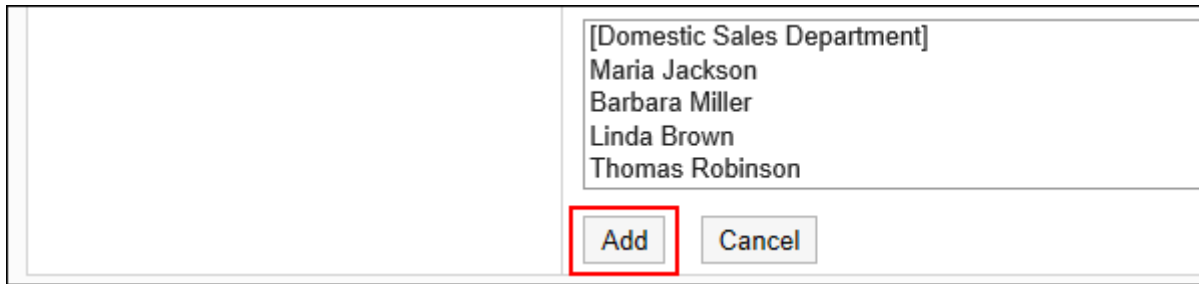 [Domestic Sales Department]
Maria Jackson
Barbara Miller
Linda Brown
Thomas Robinson
Add Cancel